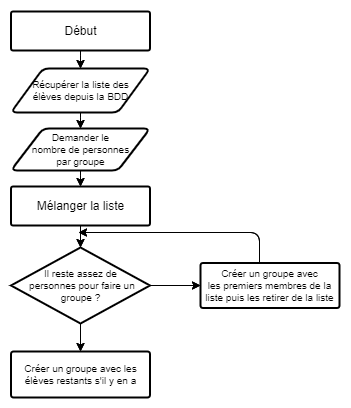 Début
Récupérer la liste des
élèves depuis la BDD
Demander le
nombre de personnes
par groupe
Mélanger la liste
Il reste assez de
personnes pour faire un
groupe ?
Créer un groupe avec
les premiers membres de la
liste puis les retirer de la liste
Créer un groupe avec les
élèves restants s'il y en a